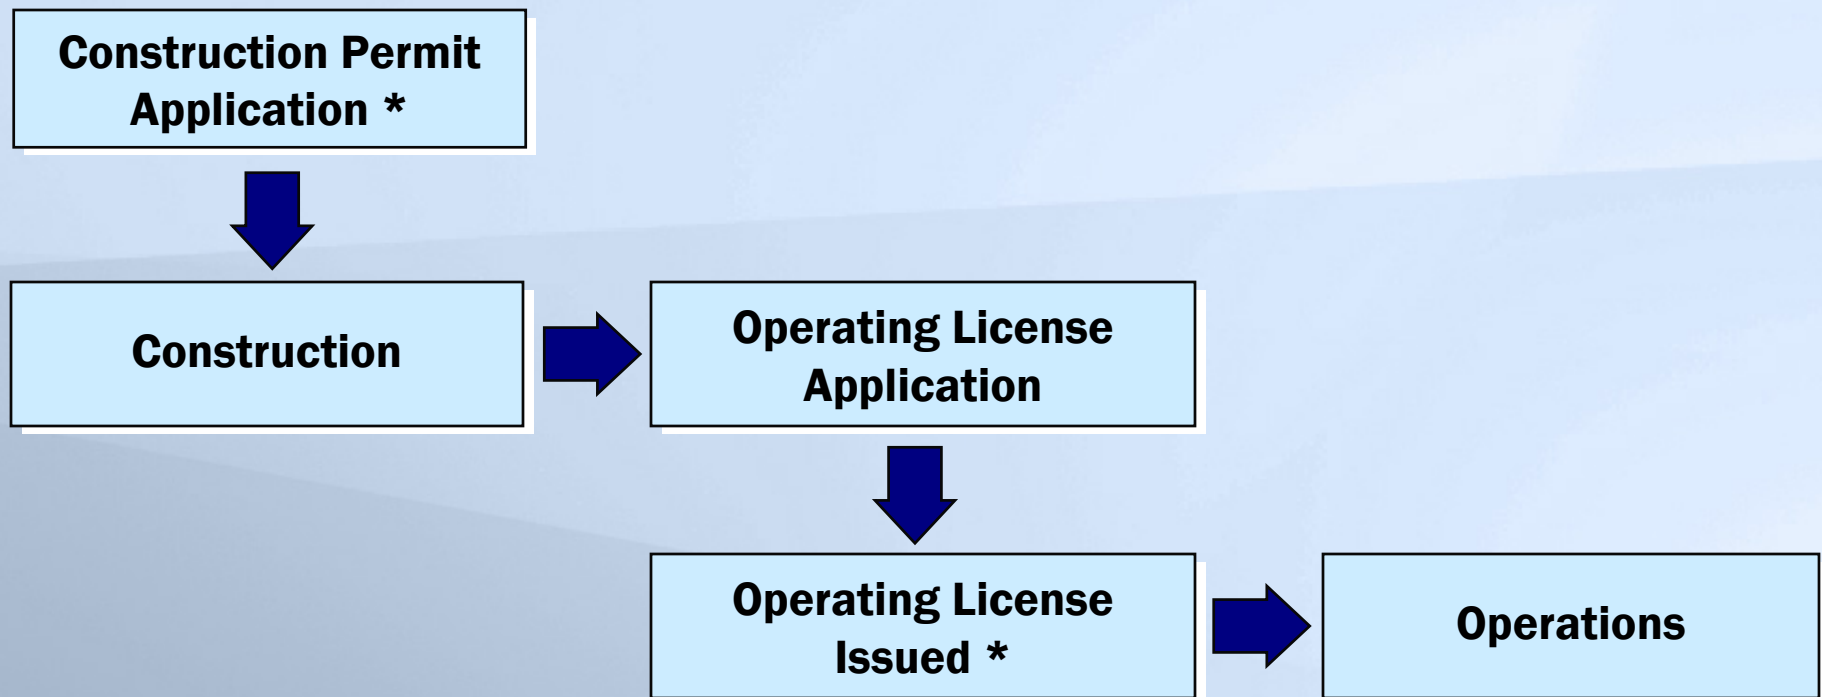 Construction Permit
Application *
Construction
Operating License
Application
Operating License
Issued *
Operations